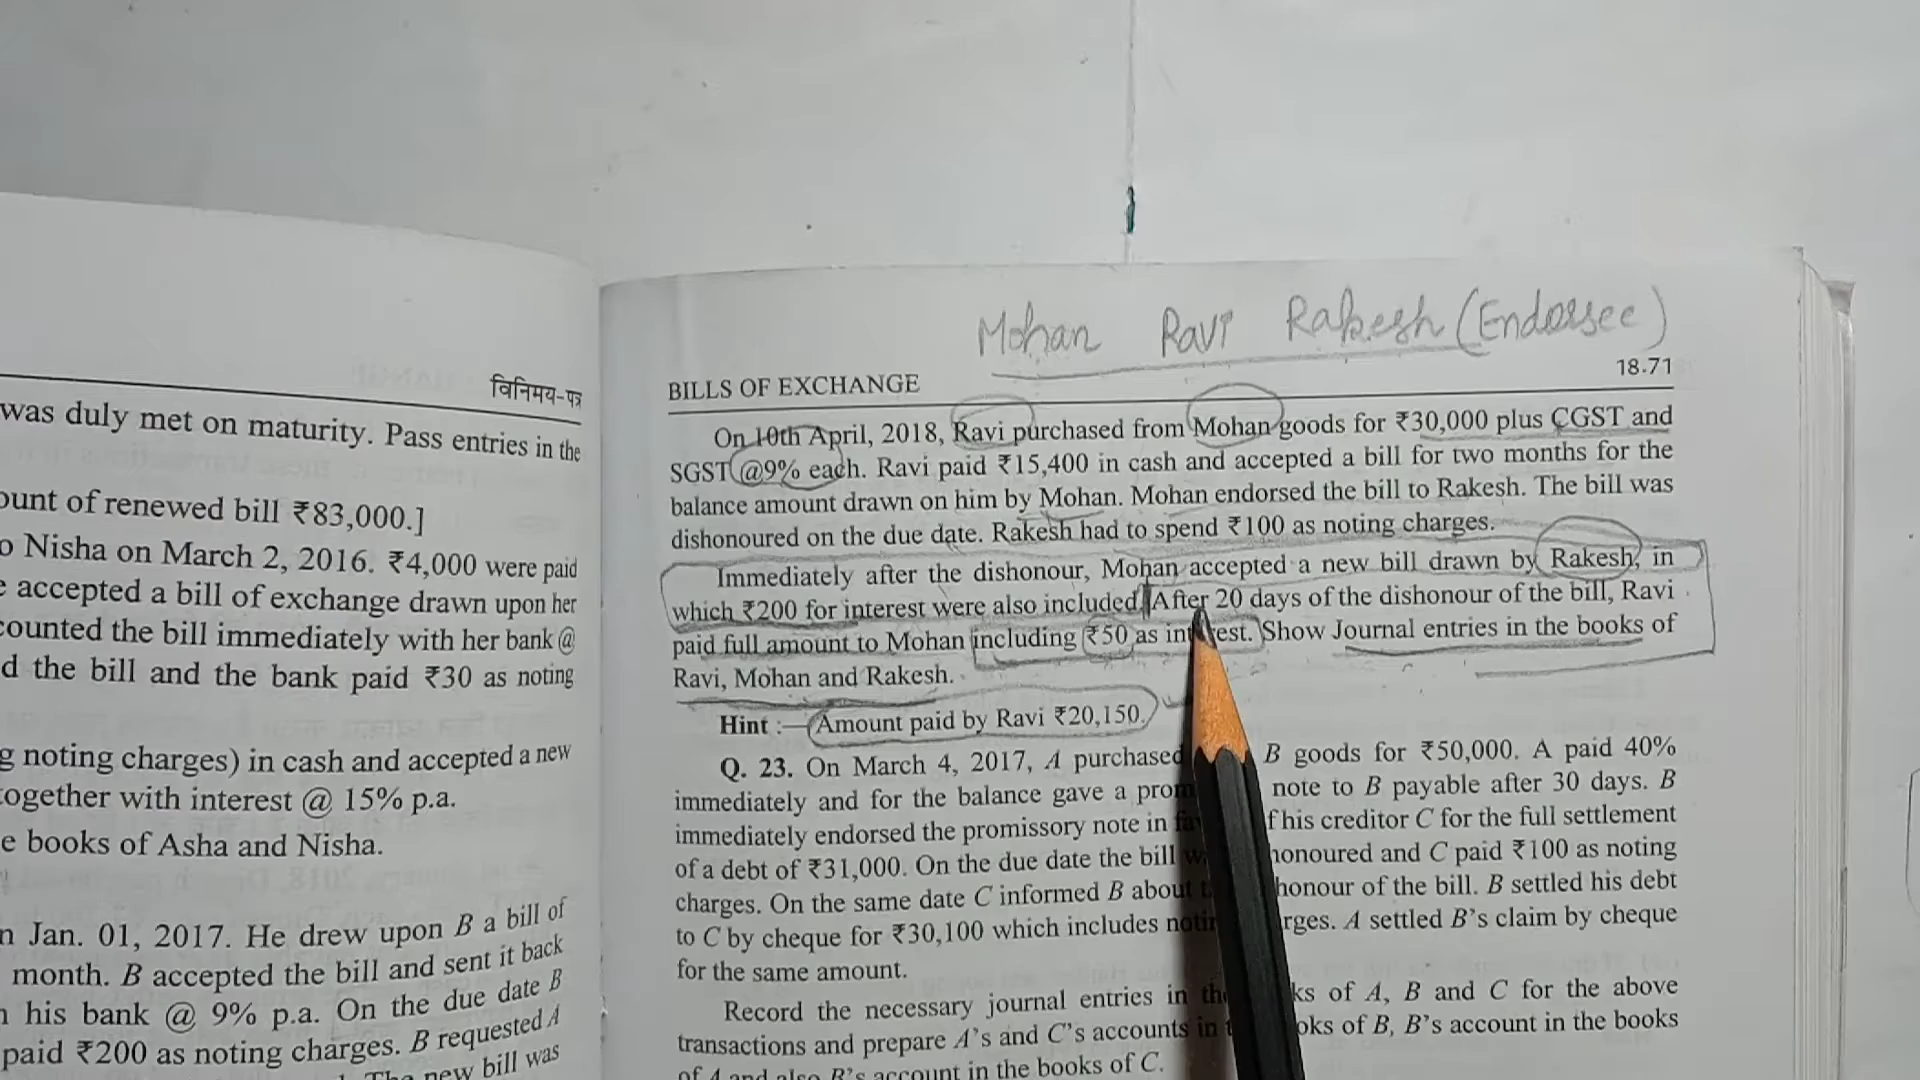 विनिमय-पत्र
was duly met on maturity. Pass entries in the
ount of renewed bill ₹83,000.]
o Nisha on March 2, 2016. ₹4,000 were paid
e accepted a bill of exchange drawn upon her
counted the bill immediately with her bank @
d the bill and the bank paid ₹30 as noting
g noting charges) in cash and accepted a new
together with interest @ 15% p.a.
e books of Asha and Nisha.
n Jan. 01, 2017. He drew upon B a bill of
month. B accepted the bill and sent it back
his bank @ 9% p.a. On the due date B
paid ₹200 as noting charges. B requested A
The new bill was
Mohan Ravi Rakesh (Endorsee)
18.71
BILLS OF EXCHANGE
On 10th April, 2018, Ravi purchased from Mohan goods for ₹30,000 plus CGST and
SGST @9% each. Ravi paid ₹15,400 in cash and accepted a bill for two months for the
balance amount drawn on him by Mohan. Mohan endorsed the bill to Rakesh. The bill was
dishonoured on the due date. Rakesh had to spend ₹100 as noting charges.
Immediately after the dishonour, Mohan accepted a new bill drawn by Rakesh, in
which ₹200 for interest were also included. After 20 days of the dishonour of the bill, Ravi
paid full amount to Mohan including ₹50 as interest. Show Journal entries in the books of
Ravi, Mohan and Rakesh.
Hint :—Amount paid by Ravi ₹20,150.
Q. 23. On March 4, 2017, A purchased B goods for ₹50,000. A paid 40%
immediately and for the balance gave a prom note to B payable after 30 days. B
immediately endorsed the promissory note in f his creditor C for the full settlement
of a debt of ₹31,000. On the due date the bill honoured and C paid ₹100 as noting
charges. On the same date C informed B about honour of the bill. B settled his debt
to C by cheque for ₹30,100 which includes notin rges. A settled B's claim by cheque
for the same amount.
Record the necessary journal entries in the ks of A, B and C for the above
transactions and prepare A's and C's accounts in oks of B, B's account in the books
of A and also B's account in the books of C.